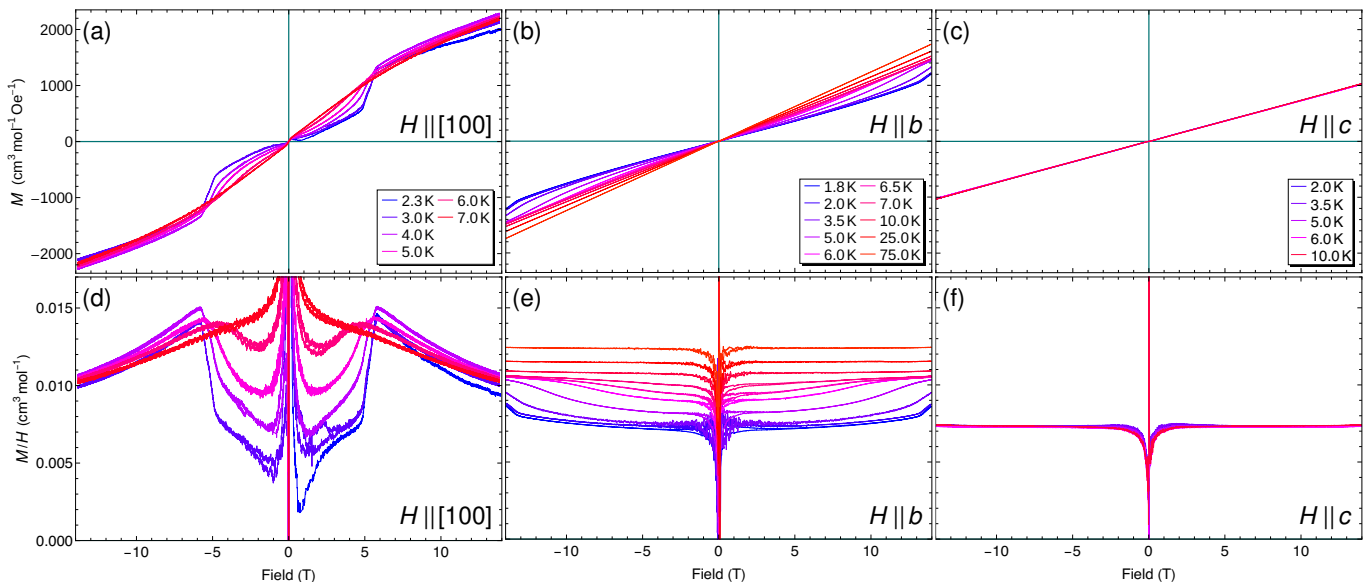 (a)
(b)
(c)
2000
1000
0
−1000
−2000
M (cm³ mol⁻¹ Oe⁻¹)
H || [100]
H || b
H || c
2.3 K 6.0 K
3.0 K 7.0 K
4.0 K
5.0 K
1.8 K 6.5 K
2.0 K 7.0 K
3.5 K 10.0 K
5.0 K 25.0 K
6.0 K 75.0 K
2.0 K
3.5 K
5.0 K
6.0 K
10.0 K
(d)
(e)
(f)
0.015
0.010
0.005
0.000
M/H (cm³ mol⁻¹)
H || [100]
H || b
H || c
−10 −5 0 5 10
−10 −5 0 5 10
−10 −5 0 5 10
Field (T)
Field (T)
Field (T)